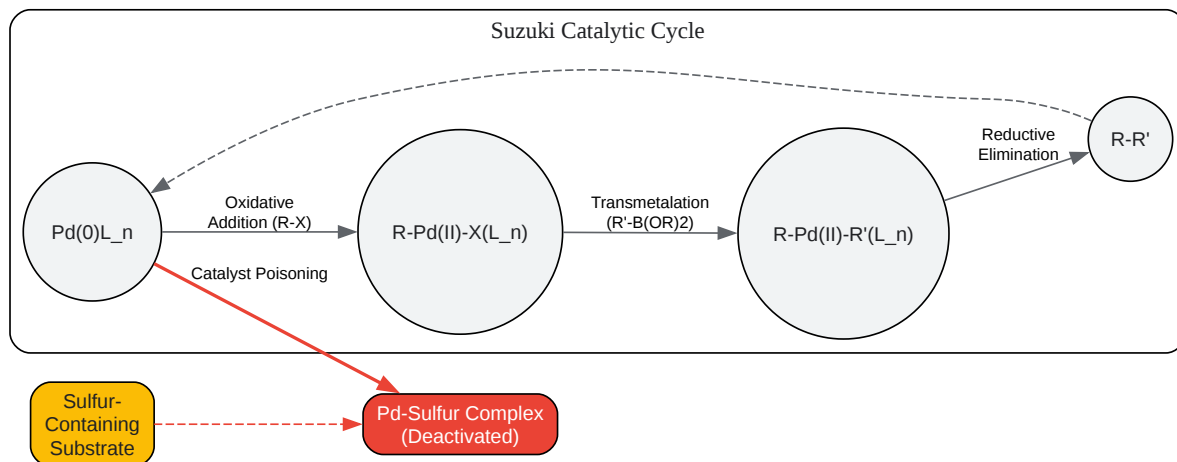 Suzuki Catalytic Cycle
Reductive
Elimination
R-R'
Oxidative
Addition (R-X)
Transmetalation
(R'-B(OR)2)
Pd(0)L_n
R-Pd(II)-X(L_n)
R-Pd(II)-R'(L_n)
Catalyst Poisoning
Sulfur-
Containing
Substrate
Pd-Sulfur Complex
(Deactivated)